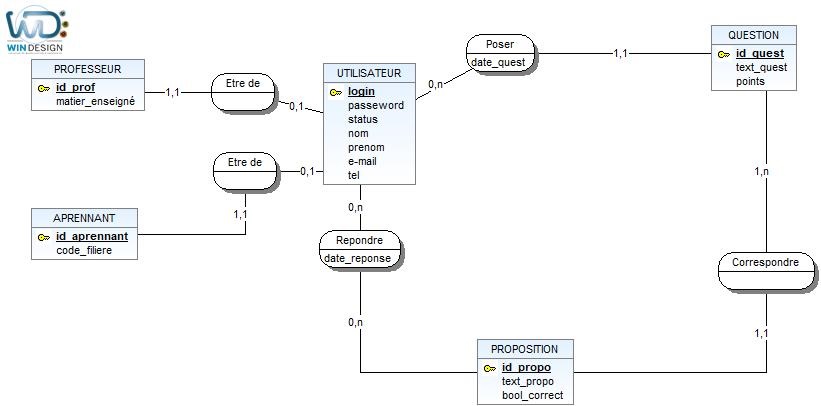 WINDESIGN
PROFESSEUR
id_prof
matier_enseigné
1,1
Etre de
0,1
UTILISATEUR
login
passeword
status
nom
prenom
e-mail
tel
0,n
Poser
date_quest
1,1
QUESTION
id_quest
text_quest
points
Etre de
0,1
1,1
APRENNANT
id_aprennant
code_filiere
0,n
Repondre
date_reponse
0,n
1,n
Correspondre
1,1
PROPOSITION
id_propo
text_propo
bool_correct